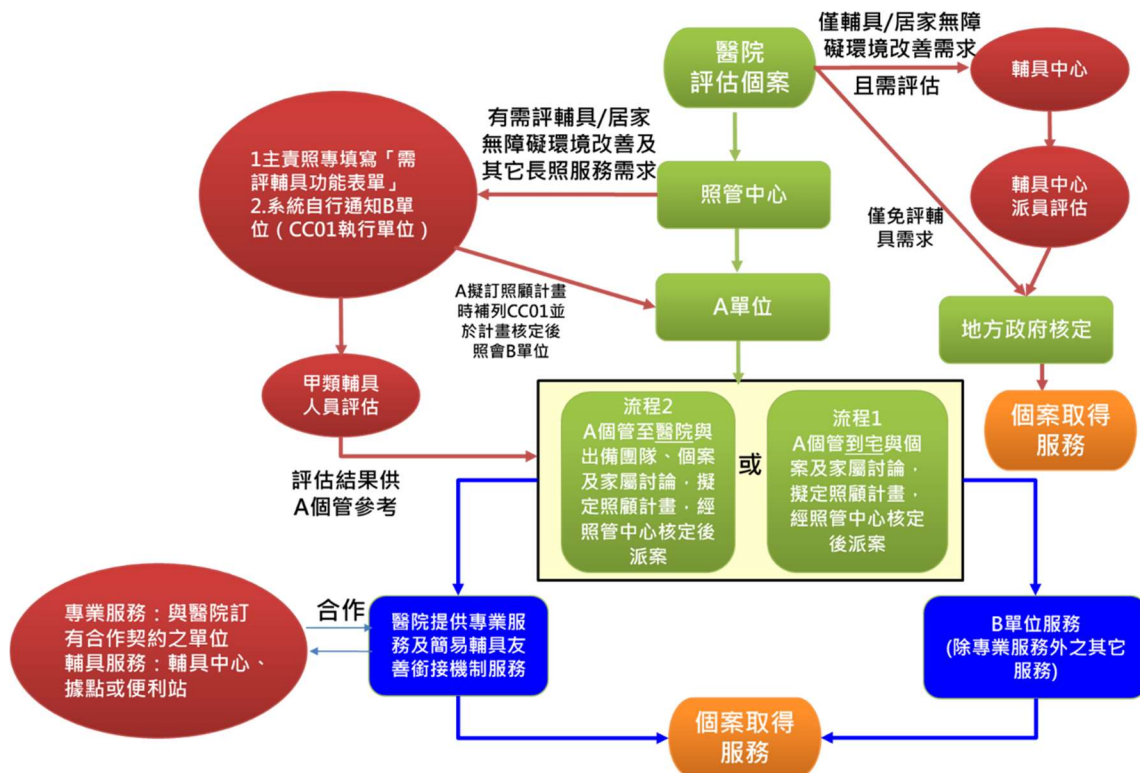 醫院
評估個案
僅輔具/居家無障
礙環境改善需求
且需評估
輔具中心
有需評輔具/居家
無障礙環境改善及
其它長照服務需求
1主責照專填寫「需
評輔具功能表單」
2.系統自行通知B單
位（CC01執行單位）
照管中心
輔具中心
派員評估
僅免評輔
具需求
A擬訂照顧計畫
時補列CC01並
於計畫核定後
照會B單位
A單位
地方政府核定
甲類輔具
人員評估
個案取得
服務
流程2
A個管至醫院與
出備團隊、個案
及家屬討論，擬
定照顧計畫，經
照管中心核定後
派案
或
流程1
A個管到宅與個
案及家屬討論，
擬定照顧計畫，
經照管中心核定
後派案
評估結果供
A個管參考
專業服務：與醫院訂
有合作契約之單位
輔具服務：輔具中心、
據點或便利站
合作
醫院提供專業服
務及簡易輔具友
善銜接機制服務
B單位服務
(除專業服務外之其它
服務)
個案取得
服務